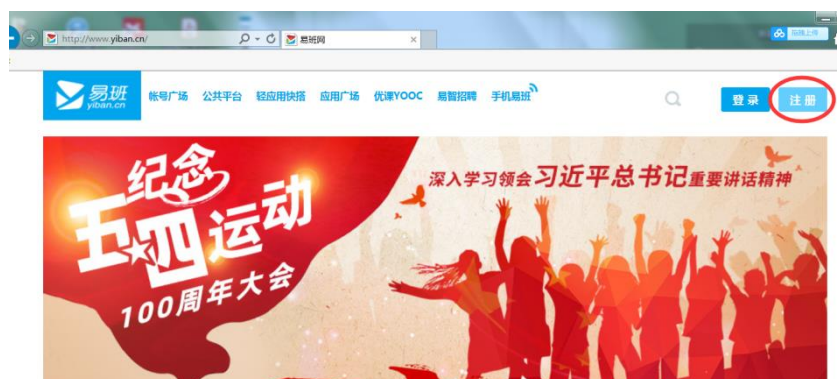 http://www.yiban.cn/
易班网
拖拽上传
易班
yiban.cn
帐号广场 公共平台 轻应用快搭 应用广场 优课YOOC 易智招聘 手机易班
登录 注册
纪念
五四运动
100周年大会
深入学习领会习近平总书记重要讲话精神